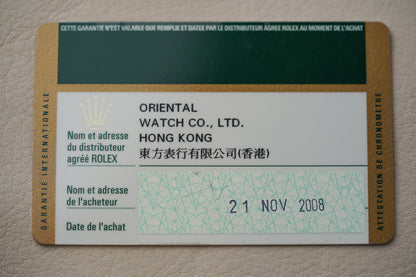 CETTE GARANTIE N'EST VALABLE QUE REMPLIE ET DATEE PAR LE DISTRIBUTEUR AGREE ROLEX AU MOMENT DE L'ACHAT
GARANTIE INTERNATIONALE
Nom et adresse
du distributeur
agréé ROLEX
ORIENTAL
WATCH CO., LTD.
HONG KONG
東方表行有限公司(香港)
Nom et adresse
de l'acheteur
Date de l'achat
21 NOV 2008
ATTESTATION DE CHRONOMETRE